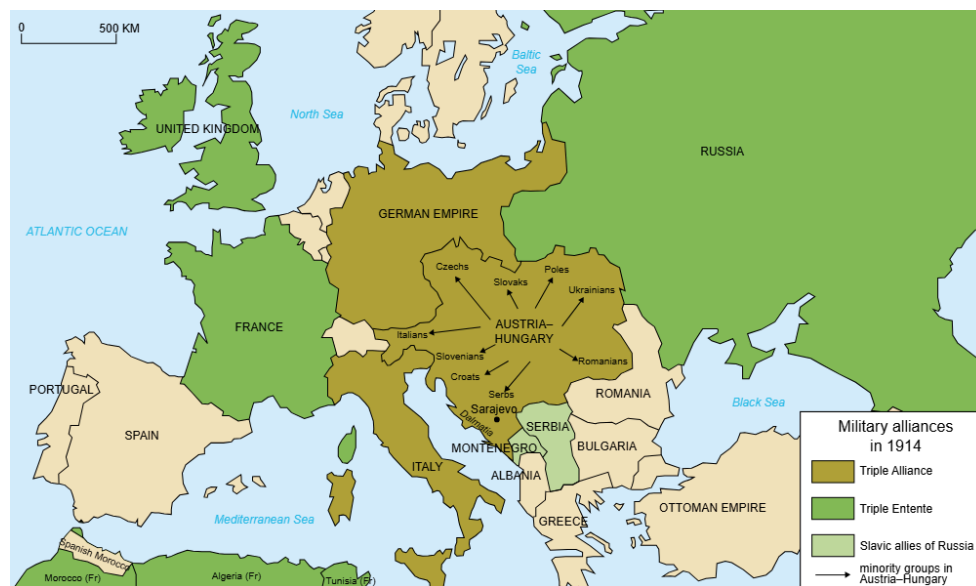 0 500 KM
Baltic
Sea
North Sea
UNITED KINGDOM
RUSSIA
ATLANTIC OCEAN
GERMAN EMPIRE
Czechs
Slovaks
Poles
Ukrainians
FRANCE
AUSTRIA–
HUNGARY
Italians
Slovenians
Romanians
Croats
Serbs
PORTUGAL
SPAIN
ROMANIA
Black Sea
Dalmatia
Sarajevo
SERBIA
MONTENEGRO
BULGARIA
ITALY
ALBANIA
GREECE
OTTOMAN EMPIRE
Mediterranean Sea
Spanish Morocco
Morocco (Fr)
Algeria (Fr)
Tunisia (Fr)
Military alliances
in 1914
Triple Alliance
Triple Entente
Slavic allies of Russia
minority groups in
Austria–Hungary